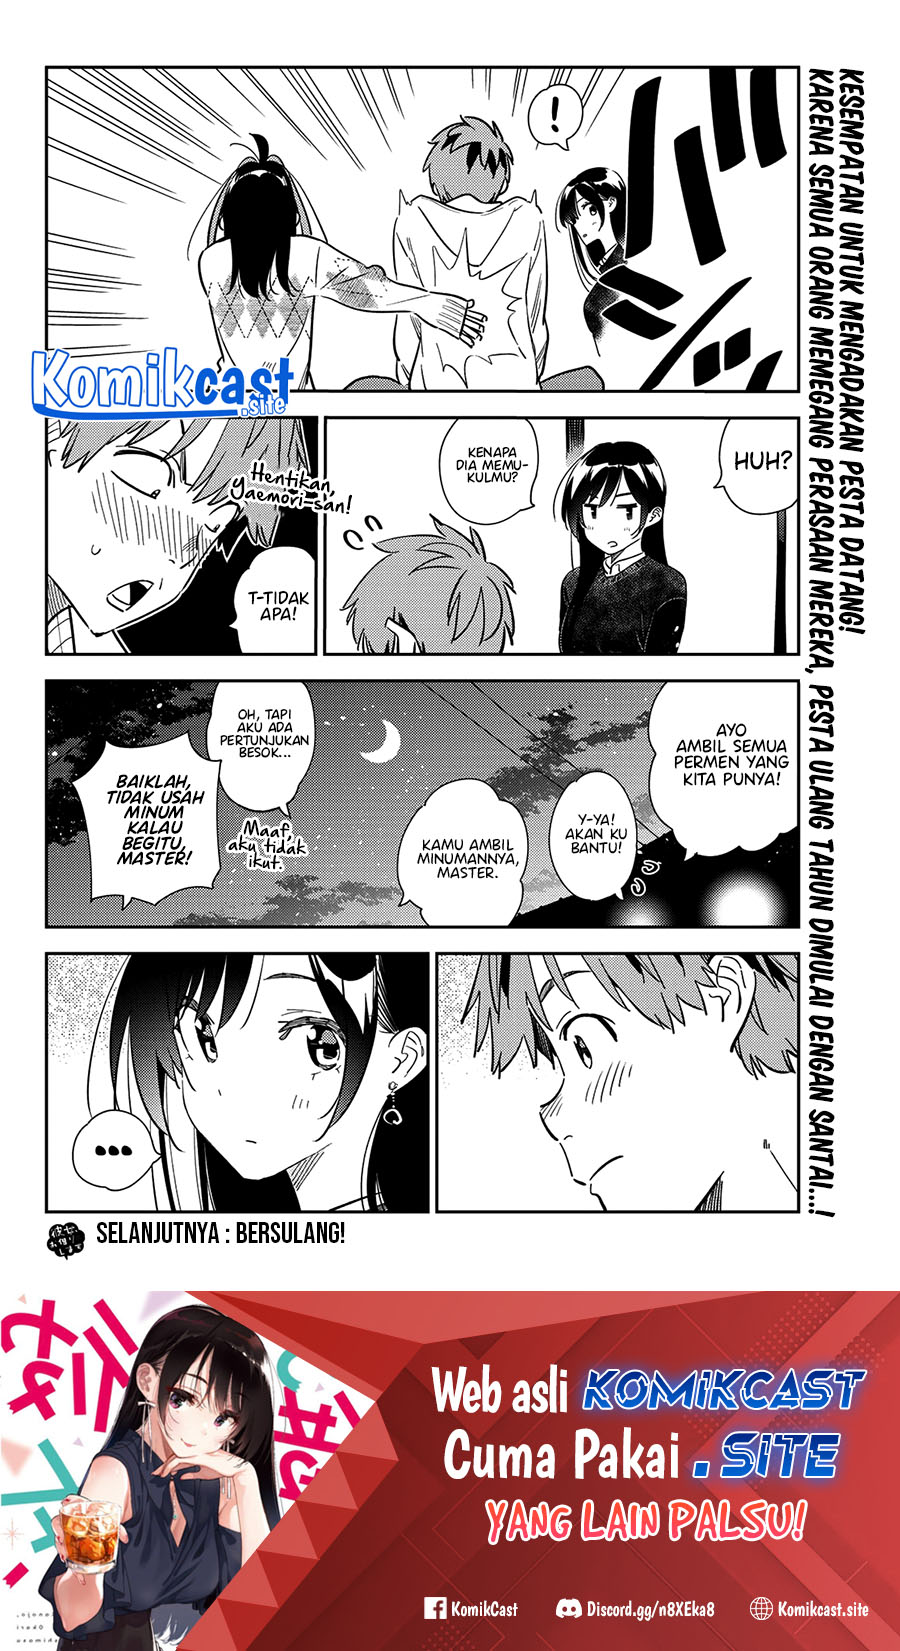 KESEMPATAN UNTUK MENGADAKAN PESTA DATANG!
KARENA SEMUA ORANG MEMEGANG PERASAAN MEREKA, PESTA ULANG TAHUN DIMULAI DENGAN SANTAI...!
!
Komikcast
.site
HUH?
KENAPA
DIA MEMU-
KULMU?
Hentikan,
yaemori-san!
T-TIDAK
APA!
AYO
AMBIL SEMUA
PERMEN YANG
KITA PUNYA!
Y-YA!
AKAN KU
BANTU!
KAMU AMBIL
MINUMANNYA,
MASTER.
OH, TAPI
AKU ADA
PERTUNJUKAN
BESOK...
Maaf,
aku tidak
ikut.
BAIKLAH,
TIDAK USAH
MINUM
KALAU
BEGITU,
MASTER!
...
SELANJUTNYA : BERSULANG!
Web asli KOMIKCAST
Cuma Pakai .SITE
YANG LAIN PALSU!
KomikCast
Discord.gg/n8XEka8
Komikcast.site